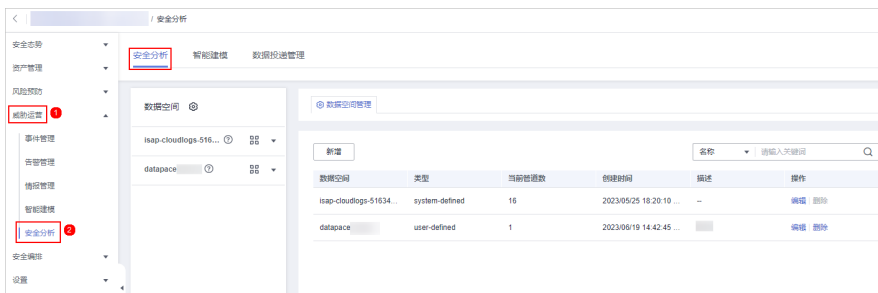 / 安全分析
安全态势
资产管理
风险预防
威胁运营 1
事件管理
告警管理
情报管理
智能建模
安全分析 2
安全编排
设置
安全分析 智能建模 数据投递管理
数据空间
isap-cloudlogs-516...
datapace
数据空间管理
新增
名称 请输入关键词
数据空间 类型 当前管道数 创建时间 描述 操作
isap-cloudlogs-51634... system-defined 16 2023/05/25 18:20:10 ... -- 编辑 删除
datapace user-defined 1 2023/06/19 14:42:45 ... 编辑 删除